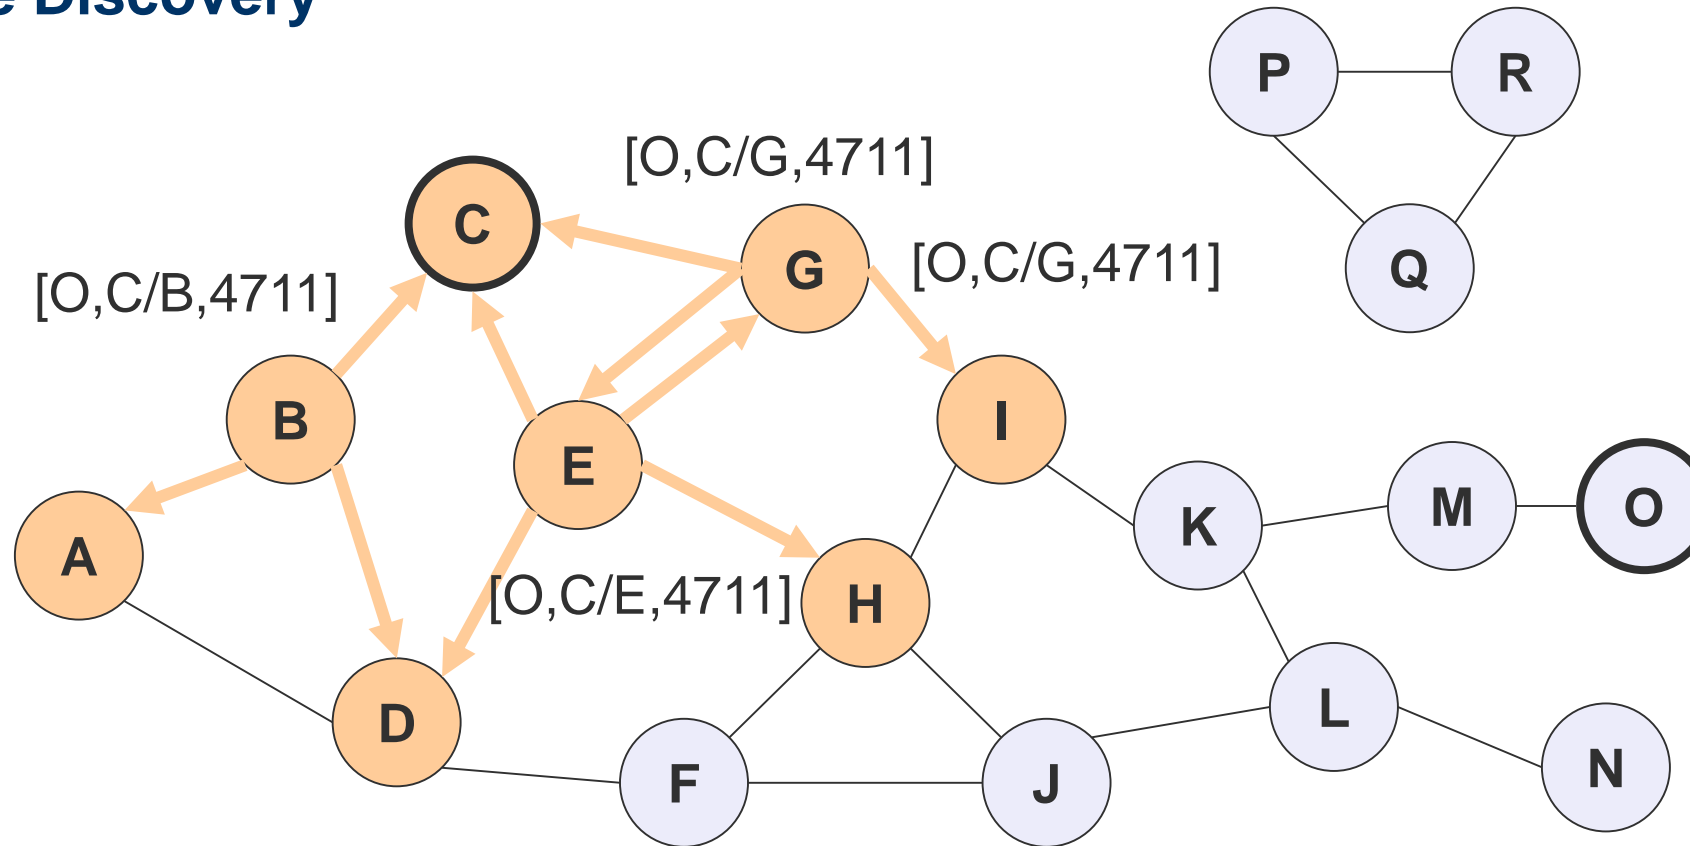 e Discovery
P
R
[O,C/G,4711]
C
G
[O,C/G,4711]
Q
[O,C/B,4711]
B
I
E
K
M
O
A
[O,C/E,4711]
H
D
L
F
J
N